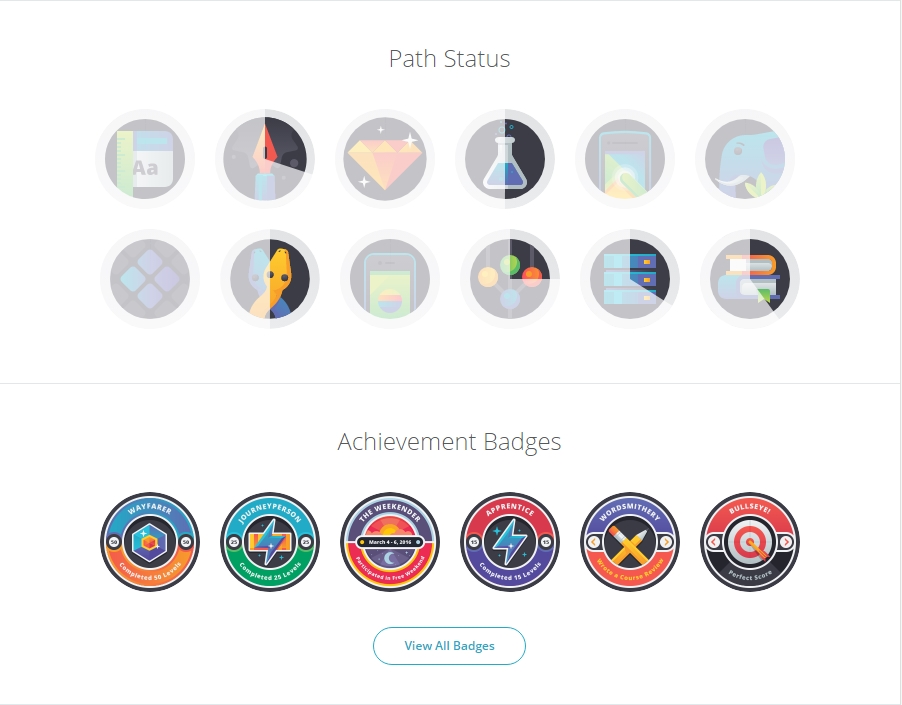 Path Status
Aa
Achievement Badges
WAYFARER
50 50
Completed 50 Levels
JOURNEYPERSON
25 25
Completed 25 Levels
THE WEEKENDER
March 4 - 6, 2016
Participated in Free Weekend
APPRENTICE
15 15
Completed 15 Levels
WORDSMITHERY
Wrote a Course Review
BULLSEYE!
Perfect Score
View All Badges